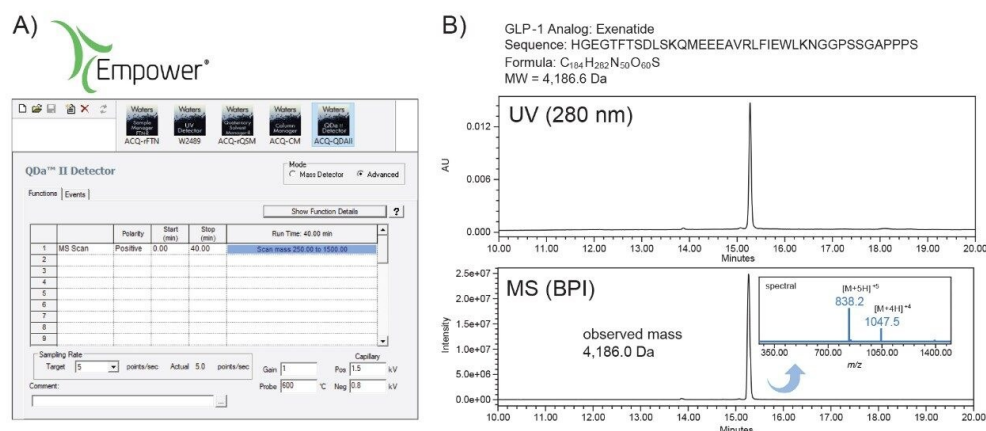 A)
Empower®
Waters
Sample
Manager
FTN
ACQ-rFTN
Waters
UV
Detector
W2489
Waters
Quaternary
Solvent
Manager
ACQ-rQSM
Waters
Column
Manager
ACQ-CM
Waters
QDa II
Detector
ACQ-QDAII
QDa™ II Detector
Mode
Mass Detector
Advanced
Functions
Events
Show Function Details
?
Polarity
Start
(min)
Stop
(min)
Run Time: 40.00 min
1 MS Scan Positive 0.00 40.00 Scan mass 250.00 to 1500.00
2
3
4
5
6
7
8
9
Sampling Rate
Target 5 points/sec Actual 5.0 points/sec
Gain 1
Capillary
Pos 1.5 kV
Probe 600 °C
Neg 0.8 kV
Comment:
...
B)
GLP-1 Analog: Exenatide
Sequence: HGEGTFTSDLSKQMEEEAVRLFIEWLKNGGPSSGAPPPS
Formula: C₁₈₄H₂₈₂N₅₀O₆₀S
MW = 4,186.6 Da
UV (280 nm)
AU
0.012
0.006
0.000
10.00 11.00 12.00 13.00 14.00 15.00 16.00 17.00 18.00 19.00 20.00
Minutes
MS (BPI)
Intensity
2.5e+07
2.0e+07
1.5e+07
1.0e+07
5.0e+06
0.0e+00
observed mass
4,186.0 Da
spectral
[M+5H]⁺⁵
838.2
[M+4H]⁺⁴
1047.5
350.00 700.00 1060.00 1400.00
m/z
10.00 11.00 12.00 13.00 14.00 15.00 16.00 17.00 18.00 19.00 20.00
Minutes